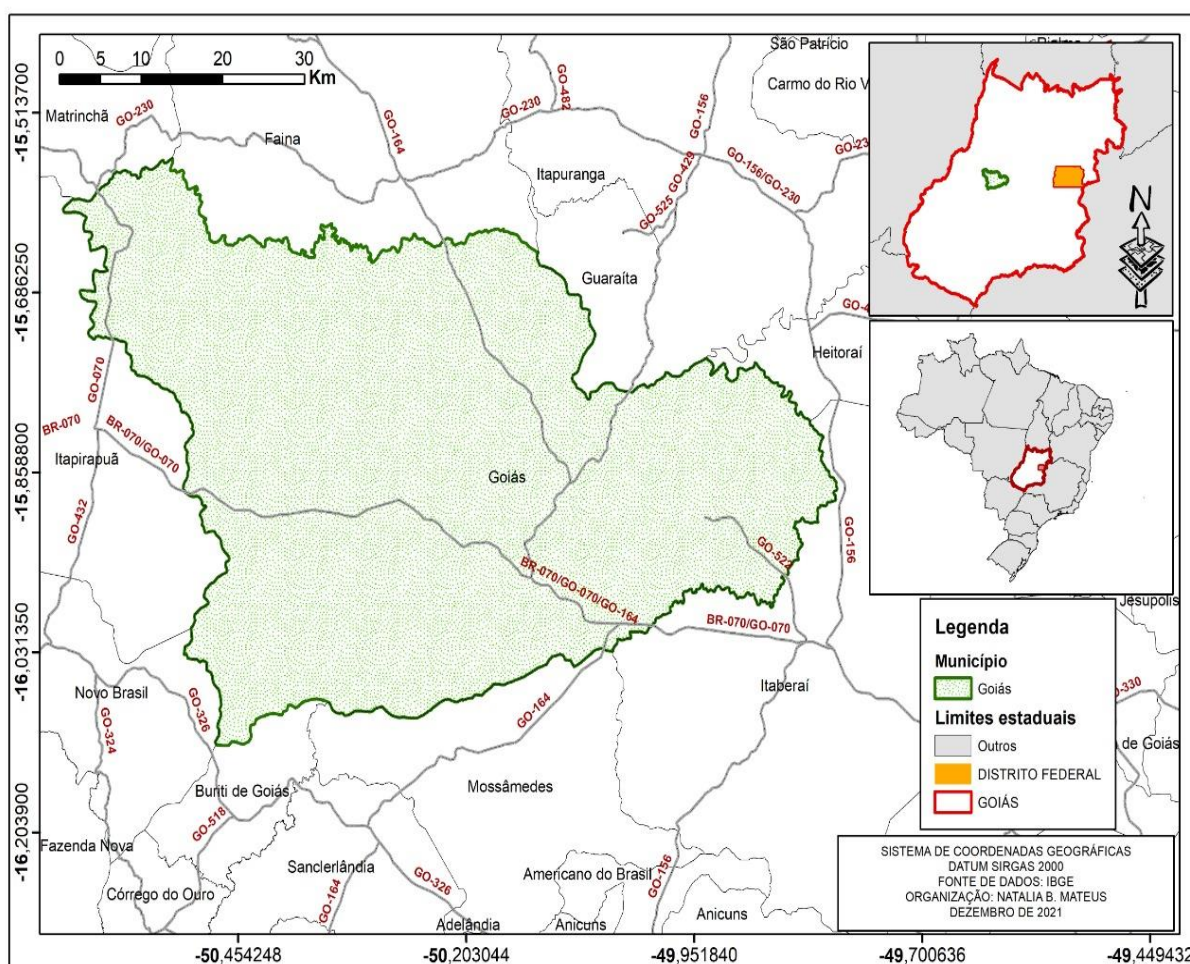 0 5 10 20 30
Km
São Patrício
Carmo do Rio V
Matrinchã
GO-230
Faina
GO-164
GO-482
GO-230
GO-156
GO-156/GO-230
Itapuranga
GO-429
GO-525
Guaraíta
Heitoraí
GO-070
BR-070
BR-070/GO-070
Itapirapuã
GO-432
Goiás
GO-522
GO-156
BR-070/GO-070/GO-164
BR-070/GO-070
Jesúpolis
Novo Brasil
GO-326
GO-324
GO-164
Itaberaí
O-330
de Goiás
Buriti de Goiás
Mossâmedes
GO-518
Fazenda Nova
Sanclerlândia
Americano do Brasil
GO-156
Córrego do Ouro
GO-164
GO-326
Adelândia
Anicuns
Anicuns
N
Legenda
Município
Goiás
Limites estaduais
Outros
DISTRITO FEDERAL
GOIÁS
SISTEMA DE COORDENADAS GEOGRÁFICAS
DATUM SIRGAS 2000
FONTE DE DADOS: IBGE
ORGANIZAÇÃO: NATALIA B. MATEUS
DEZEMBRO DE 2021
-15,513700
-15,686250
-15,858800
-16,031350
-16,203900
-50,454248
-50,203044
-49,951840
-49,700636
-49,449432